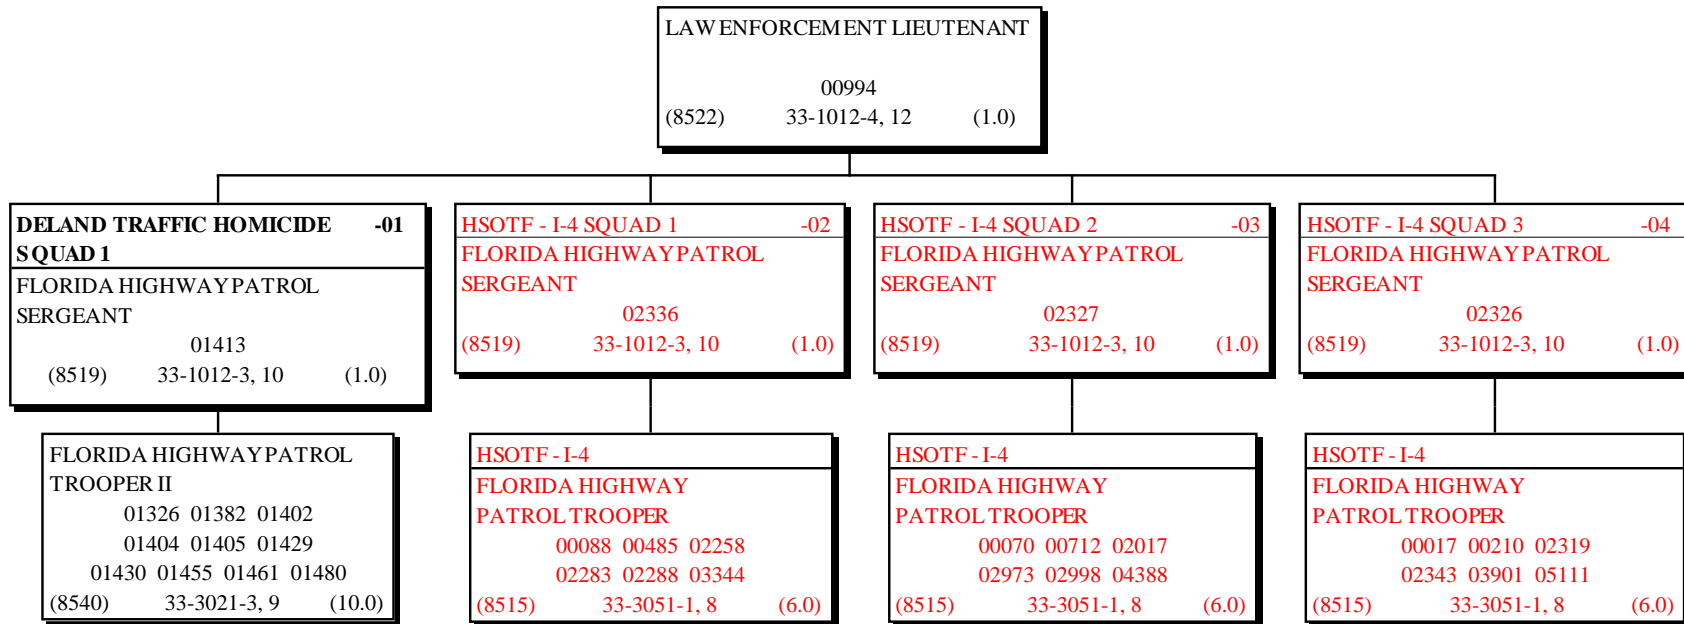 LAW ENFORCEMENT LIEUTENANT
00994
(8522) 33-1012-4, 12 (1.0)
DELAND TRAFFIC HOMICIDE -01
SQUAD 1
FLORIDA HIGHWAY PATROL
SERGEANT
01413
(8519) 33-1012-3, 10 (1.0)
HSOTF - I-4 SQUAD 1 -02
FLORIDA HIGHWAY PATROL
SERGEANT
02336
(8519) 33-1012-3, 10 (1.0)
HSOTF - I-4 SQUAD 2 -03
FLORIDA HIGHWAY PATROL
SERGEANT
02327
(8519) 33-1012-3, 10 (1.0)
HSOTF - I-4 SQUAD 3 -04
FLORIDA HIGHWAY PATROL
SERGEANT
02326
(8519) 33-1012-3, 10 (1.0)
FLORIDA HIGHWAY PATROL
TROOPER II
01326 01382 01402
01404 01405 01429
01430 01455 01461 01480
(8540) 33-3021-3, 9 (10.0)
HSOTF - I-4
FLORIDA HIGHWAY
PATROL TROOPER
00088 00485 02258
02283 02288 03344
(8515) 33-3051-1, 8 (6.0)
HSOTF - I-4
FLORIDA HIGHWAY
PATROL TROOPER
00070 00712 02017
02973 02998 04388
(8515) 33-3051-1, 8 (6.0)
HSOTF - I-4
FLORIDA HIGHWAY
PATROL TROOPER
00017 00210 02319
02343 03901 05111
(8515) 33-3051-1, 8 (6.0)